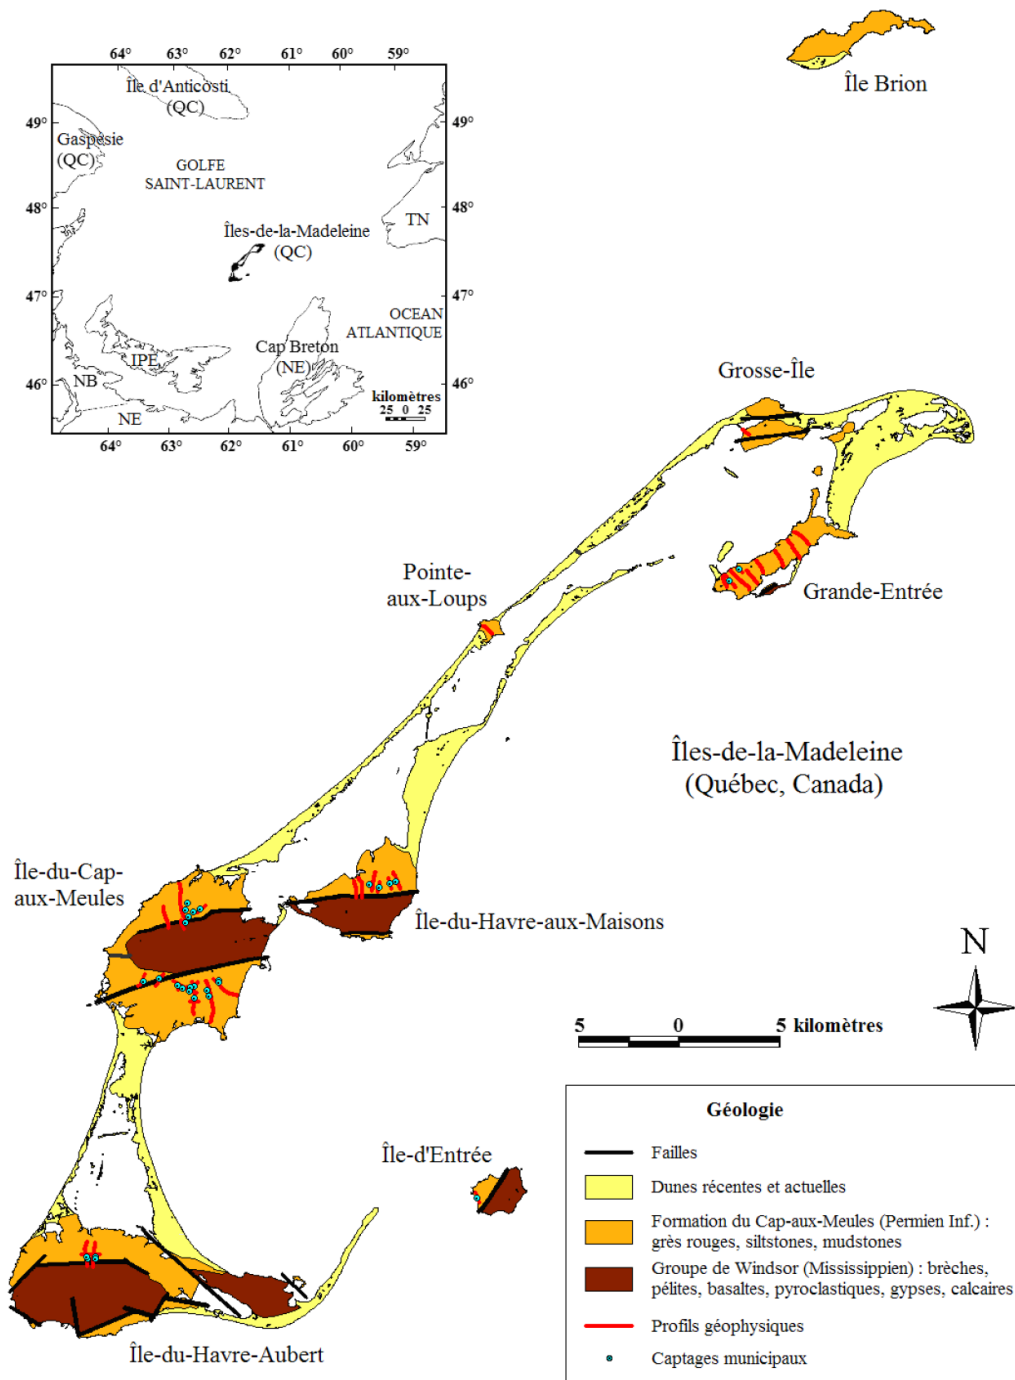 64° 63° 62° 61° 60° 59°
Île d'Anticosti
(QC)
49° 49°
Gaspésie
(QC)
GOLFE
SAINT-LAURENT
48° 48°
TN
Îles-de-la-Madeleine
(QC)
47° 47°
OCEAN
ATLANTIQUE
Cap Breton
(NE)
IPE
NB
46° 46°
kilomètres
25 0 25
NE
64° 63° 62° 61° 60° 59°
Île Brion
Grosse-Île
Pointe-
aux-Loups
Grande-Entrée
Îles-de-la-Madeleine
(Québec, Canada)
Île-du-Cap-
aux-Meules
Île-du-Havre-aux-Maisons
N
5 0 5 kilomètres
Île-d'Entrée
Île-du-Havre-Aubert
Géologie
Failles
Dunes récentes et actuelles
Formation du Cap-aux-Meules (Permien Inf.) :
grès rouges, siltstones, mudstones
Groupe de Windsor (Mississippien) : brèches,
pélites, basaltes, pyroclastiques, gypses, calcaires
Profils géophysiques
Captages municipaux